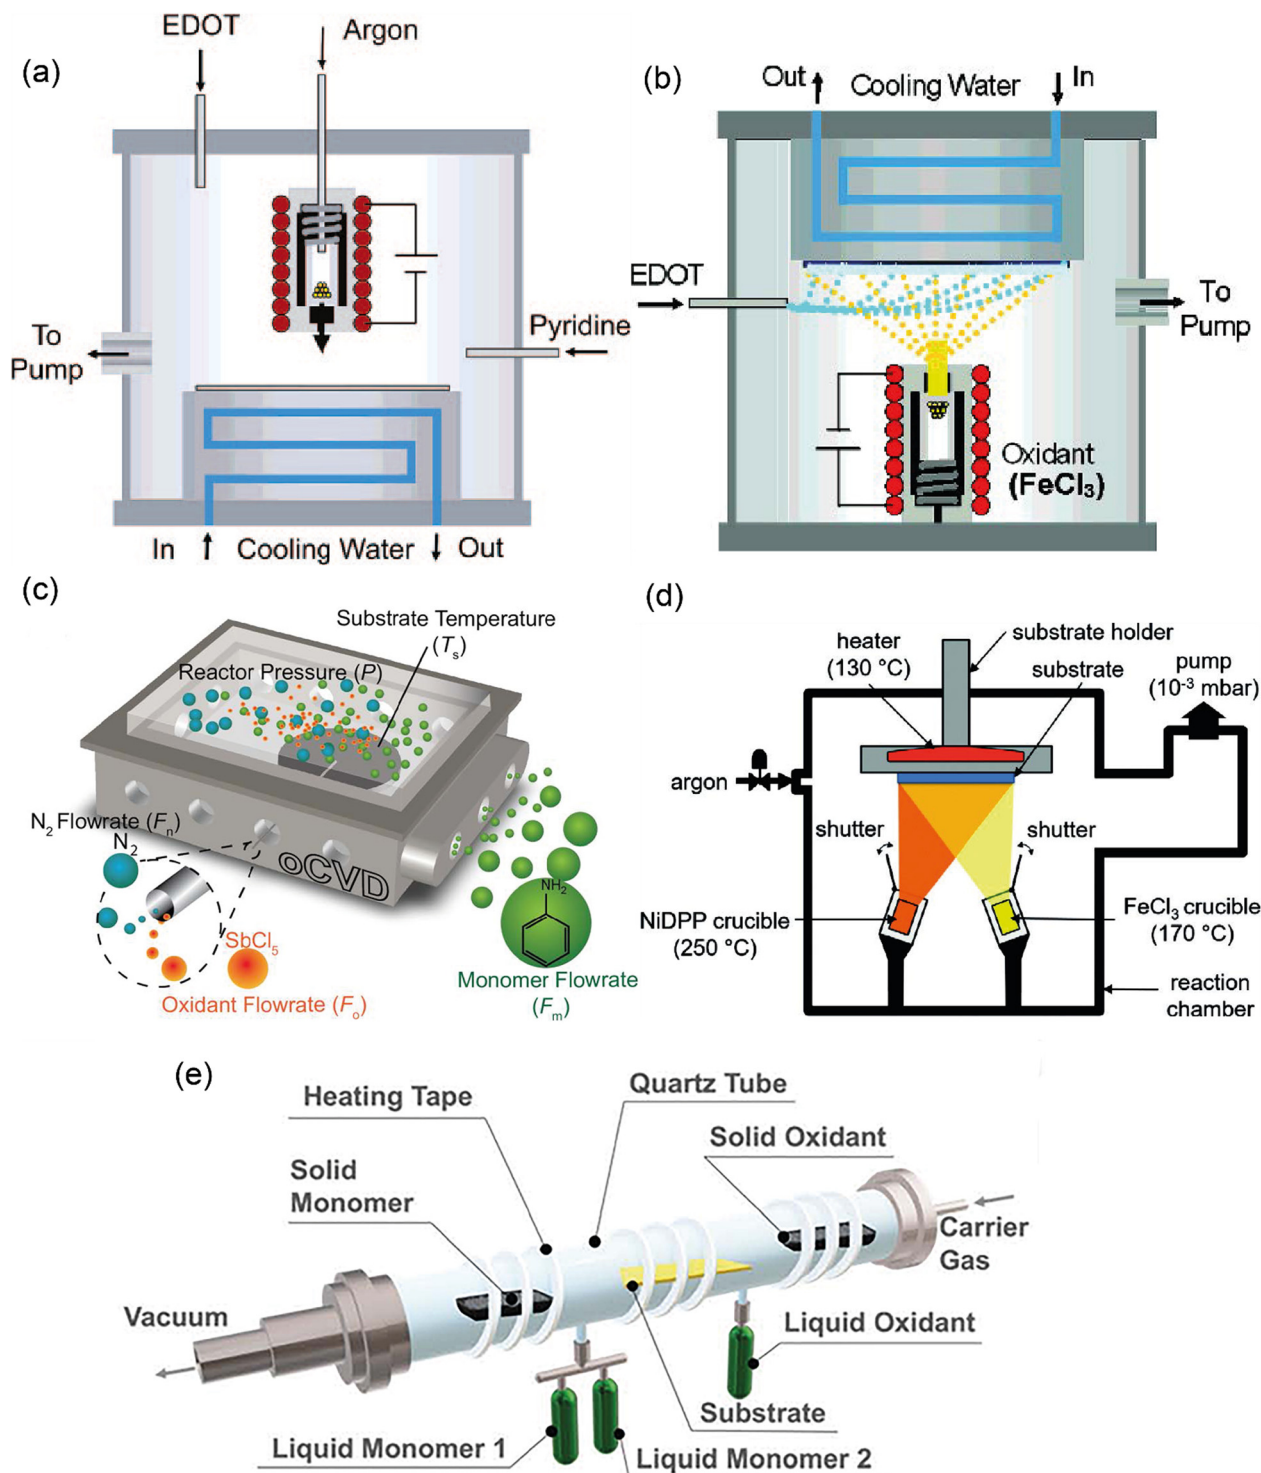 (a)
EDOT
Argon
To
Pump
Pyridine
In
Cooling Water
Out
(b)
Out
Cooling Water
In
EDOT
To
Pump
Oxidant
(FeCl₃)
(c)
Substrate Temperature
(Tₛ)
Reactor Pressure (P)
N₂ Flowrate (Fₙ)
N₂
oCVD
SbCl₅
Oxidant Flowrate (Fₒ)
NH₂
Monomer Flowrate
(Fₘ)
(d)
heater
(130 °C)
substrate holder
substrate
pump
(10⁻³ mbar)
argon
shutter
shutter
NiDPP crucible
(250 °C)
FeCl₃ crucible
(170 °C)
reaction
chamber
(e)
Heating Tape
Quartz Tube
Solid Oxidant
Solid
Monomer
Carrier
Gas
Vacuum
Liquid Oxidant
Substrate
Liquid Monomer 1
Liquid Monomer 2